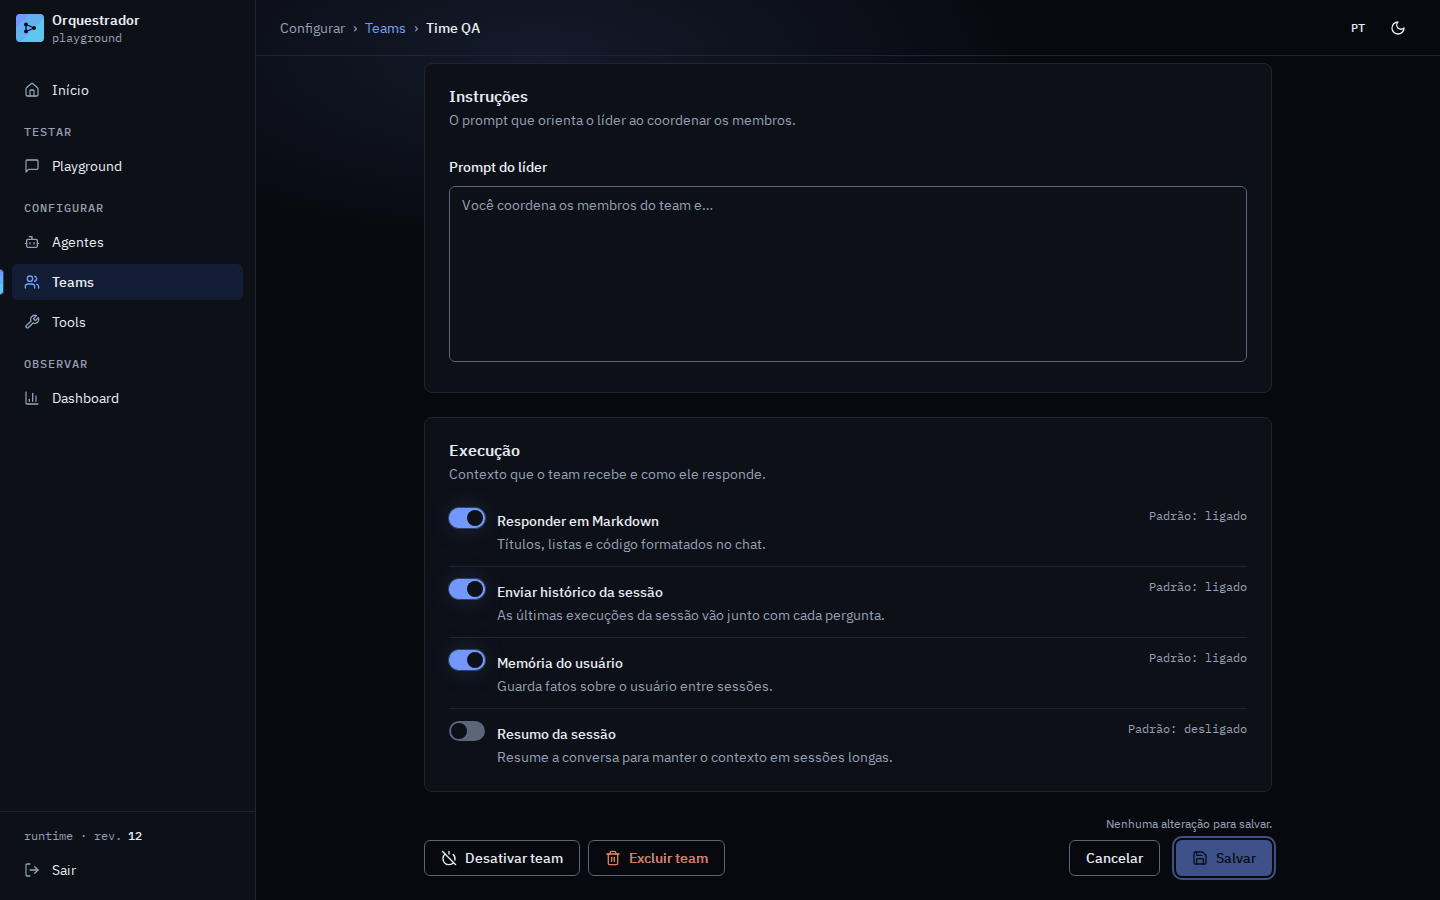 Orquestrador
playground
Início
TESTAR
Playground
CONFIGURAR
Agentes
Teams
Tools
OBSERVAR
Dashboard
runtime · rev. 12
Sair
Configurar › Teams › Time QA
PT
Instruções
O prompt que orienta o líder ao coordenar os membros.
Prompt do líder
Você coordena os membros do team e...
Execução
Contexto que o team recebe e como ele responde.
Responder em Markdown
Padrão: ligado
Títulos, listas e código formatados no chat.
Enviar histórico da sessão
Padrão: ligado
As últimas execuções da sessão vão junto com cada pergunta.
Memória do usuário
Padrão: ligado
Guarda fatos sobre o usuário entre sessões.
Resumo da sessão
Padrão: desligado
Resume a conversa para manter o contexto em sessões longas.
Nenhuma alteração para salvar.
Desativar team
Excluir team
Cancelar
Salvar